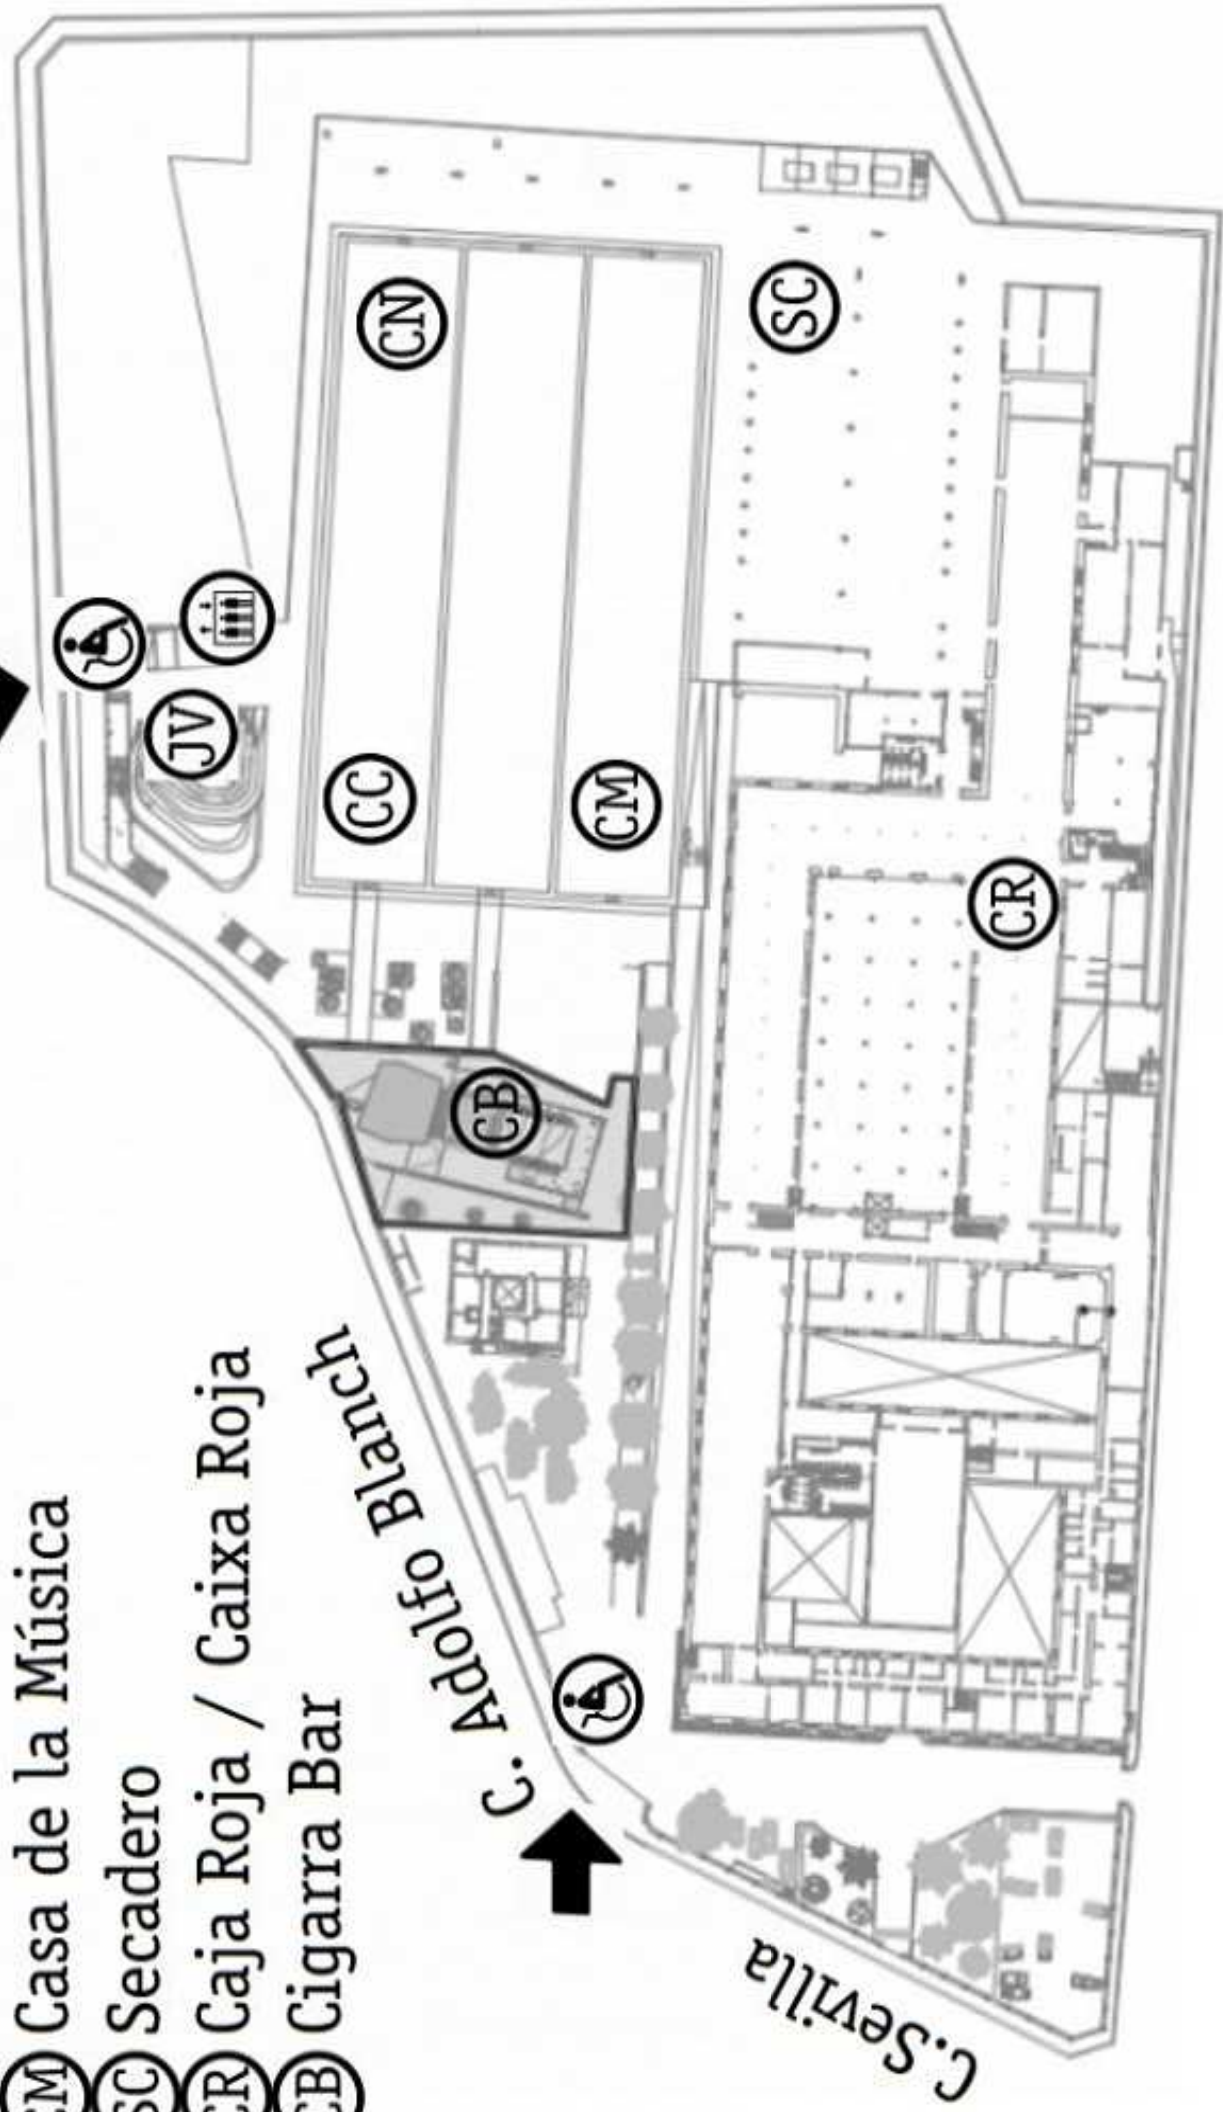 CM Casa de la Música
SC Secadero
CR Caja Roja / Caixa Roja
CB Cigarra Bar
C. Adolfo Blanch
C.Sevilla
JV
CC
CN
CM
SC
CB
CR